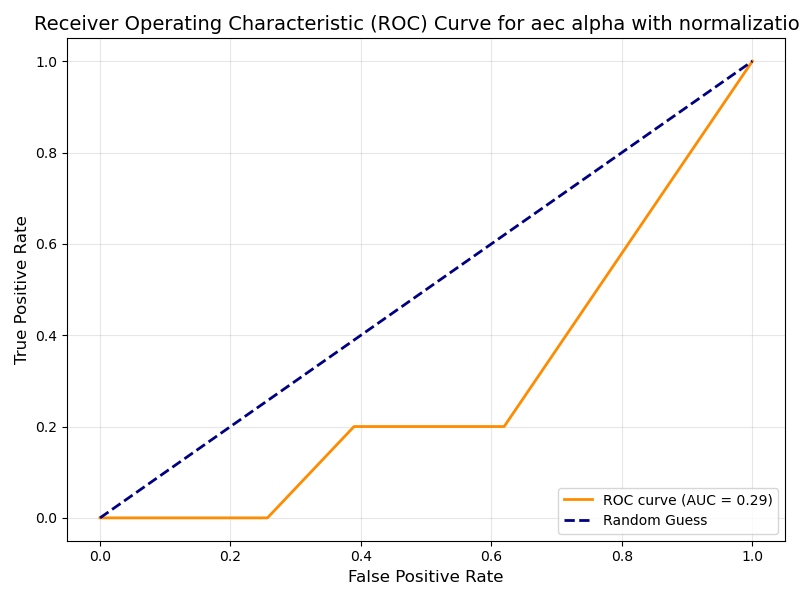 Receiver Operating Characteristic (ROC) Curve for aec alpha with normalizatio
True Positive Rate
1.0
0.8
0.6
0.4
0.2
0.0
0.0 0.2 0.4 0.6 0.8 1.0
False Positive Rate
ROC curve (AUC = 0.29)
Random Guess